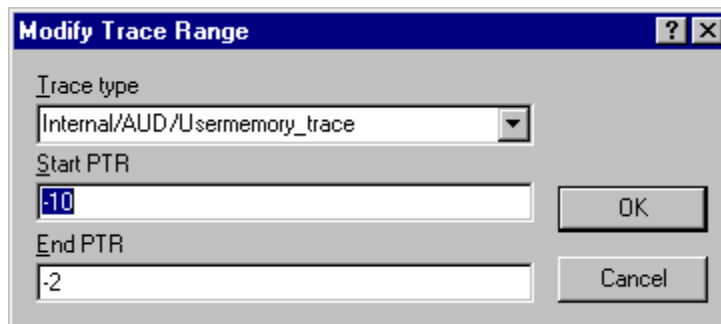 Modify Trace Range
Trace type
Internal/AUD/Usermemory_trace
Start PTR
-10
OK
End PTR
-2
Cancel